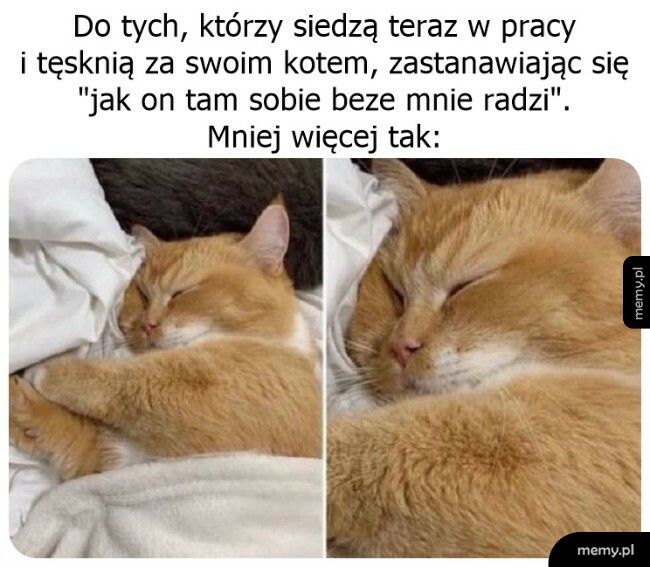 Do tych, którzy siedzą teraz w pracy
i tęsknią za swoim kotem, zastanawiając się
"jak on tam sobie beze mnie radzi".
Mniej więcej tak:
memy.pl
memy.pl